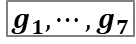 g₁, ⋯, g₇